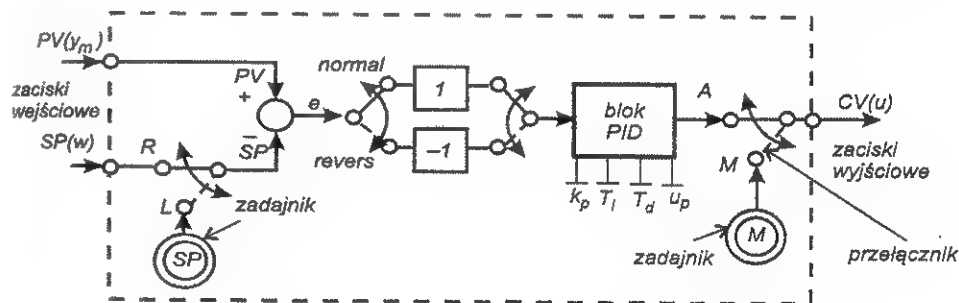 PV(yₘ)
zaciski
wejściowe
SP(w)
R
L
zadajnik
SP
PV
+
–
SP
e
normal
revers
1
–1
blok
PID
kₚ Tᵢ T_d uₚ
A
M
zadajnik
M
CV(u)
zaciski
wyjściowe
przełącznik